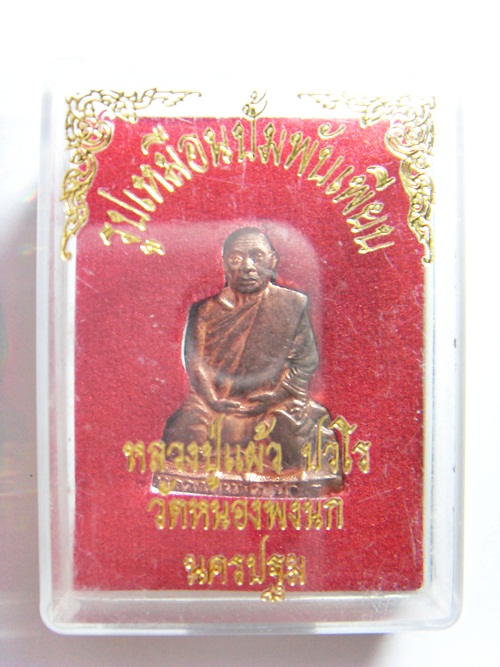 รูปเหมือนปั๊มพันเพียบ
หลวงปู่แผ้ว ปวโร
วัดหนองพงนก
นครปฐม